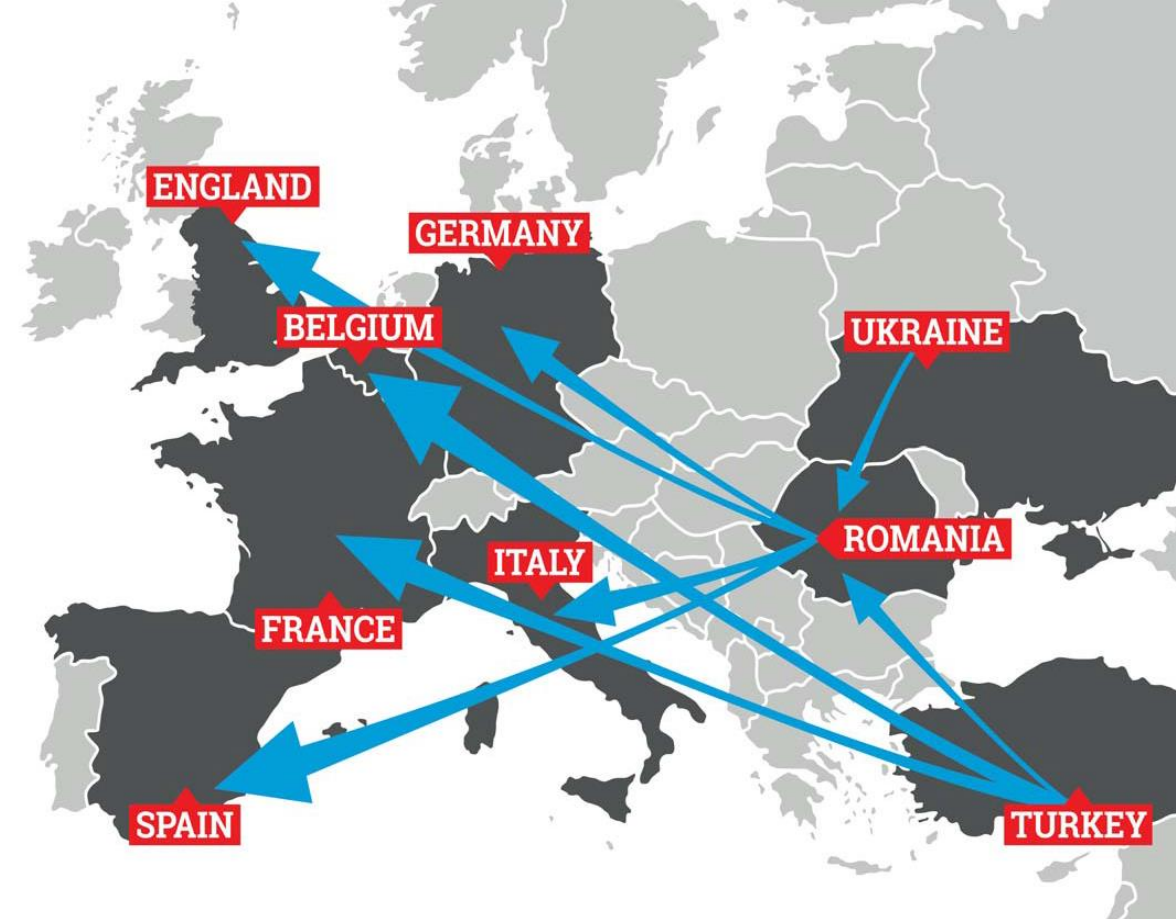 ENGLAND
GERMANY
BELGIUM
UKRAINE
ROMANIA
ITALY
FRANCE
SPAIN
TURKEY